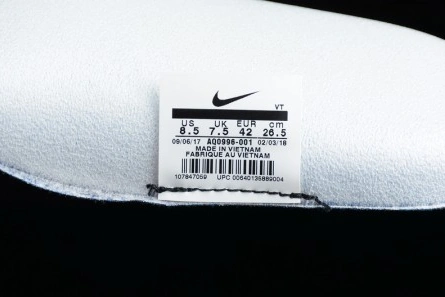 VT
US UK EUR cm
8.5 7.5 42 26.5
09/06/17 AQ0996-001 02/03/18
MADE IN VIETNAM
FABRIQUE AU VIETNAM
107847059 UPC 00640135889004